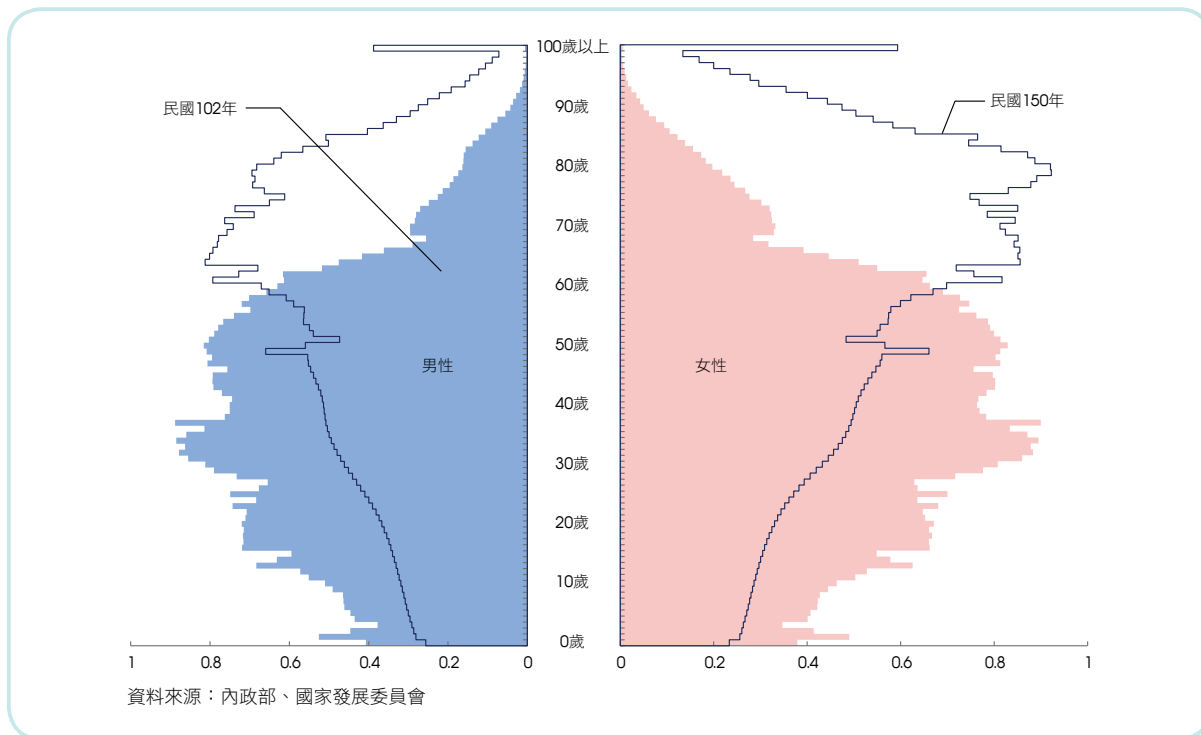 100歲以上
民國102年
90歲
民國150年
80歲
70歲
60歲
50歲
男性
女性
40歲
30歲
20歲
10歲
0歲
1 0.8 0.6 0.4 0.2 0
0 0.2 0.4 0.6 0.8 1
資料來源：內政部、國家發展委員會